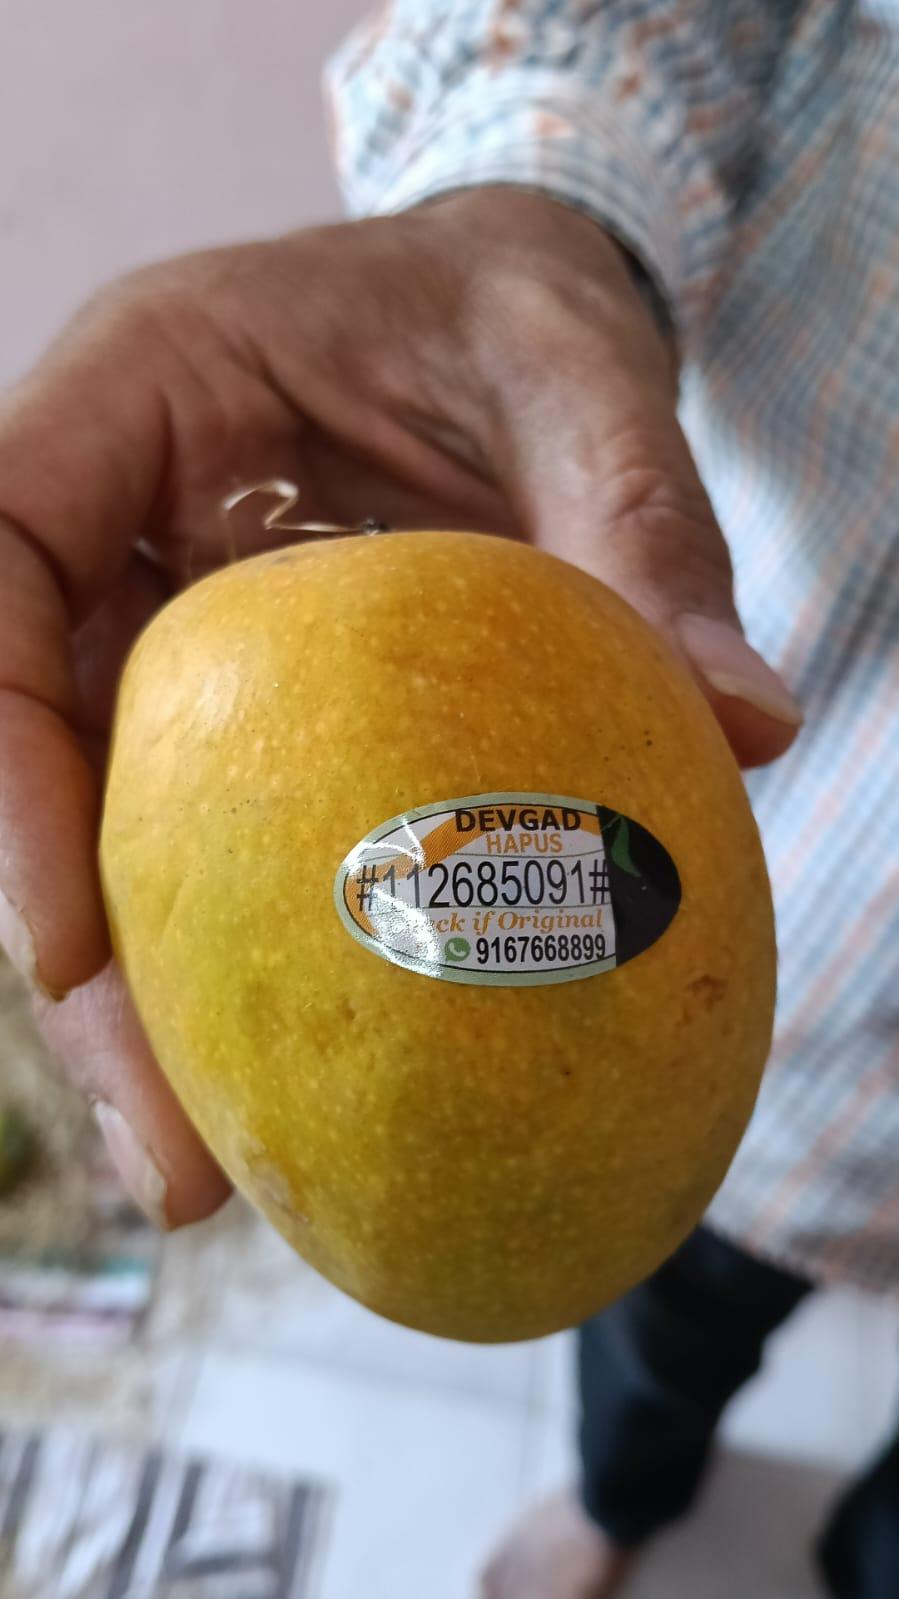 DEVGAD
HAPUS
#112685091#
if Original
9167668899